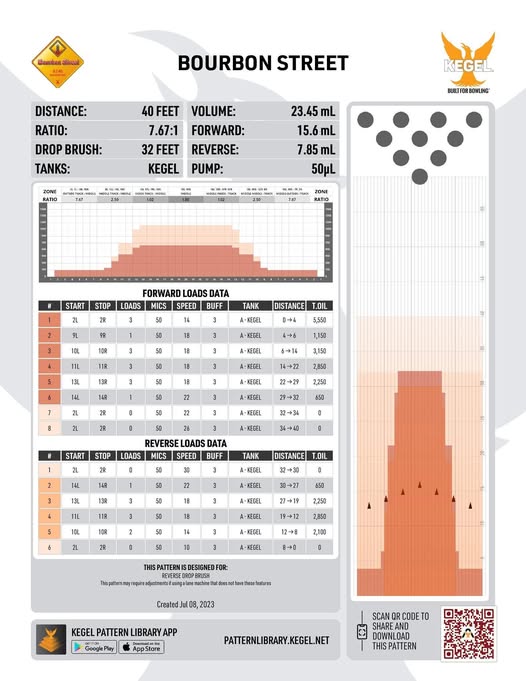 Bourbon Street
BOURBON STREET
KEGEL
BUILT FOR BOWLING
DISTANCE: 40 FEET VOLUME: 23.45 mL
RATIO: 7.67:1 FORWARD: 15.6 mL
DROP BRUSH: 32 FEET REVERSE: 7.85 mL
TANKS: KEGEL PUMP: 50µL
ZONE ZONE
RATIO 7.67 2.59 1.02 1.00 1.02 2.59 7.67 RATIO
FORWARD LOADS DATA
# START STOP LOADS MICS SPEED BUFF TANK DISTANCE T.OIL
1 2L 2R 3 50 14 3 A - KEGEL 0 → 4 5,550
2 9L 9R 1 50 18 3 A - KEGEL 4 → 6 1,150
3 10L 10R 3 50 18 3 A - KEGEL 6 → 14 3,150
4 11L 11R 3 50 18 3 A - KEGEL 14 → 22 2,850
5 13L 13R 3 50 18 3 A - KEGEL 22 → 29 2,250
6 14L 14R 1 50 22 3 A - KEGEL 29 → 32 650
7 2L 2R 0 50 22 3 A - KEGEL 32 → 34 0
8 2L 2R 0 50 26 3 A - KEGEL 34 → 40 0
REVERSE LOADS DATA
# START STOP LOADS MICS SPEED BUFF TANK DISTANCE T.OIL
1 2L 2R 0 50 30 3 A - KEGEL 32 → 30 0
2 14L 14R 1 50 22 3 A - KEGEL 30 → 27 650
3 13L 13R 3 50 18 3 A - KEGEL 27 → 19 2,250
4 11L 11R 3 50 18 3 A - KEGEL 19 → 12 2,850
5 10L 10R 2 50 14 3 A - KEGEL 12 → 8 2,100
6 2L 2R 0 50 10 3 A - KEGEL 8 → 0 0
THIS PATTERN IS DESIGNED FOR:
REVERSE DROP BRUSH
This pattern may require adjustments if using a lane machine that does not have these features
Created Jul 08, 2023
KEGEL PATTERN LIBRARY APP
GET IT ON
Google Play
Download on the
App Store
PATTERNLIBRARY.KEGEL.NET
SCAN QR CODE TO
SHARE AND
DOWNLOAD
THIS PATTERN